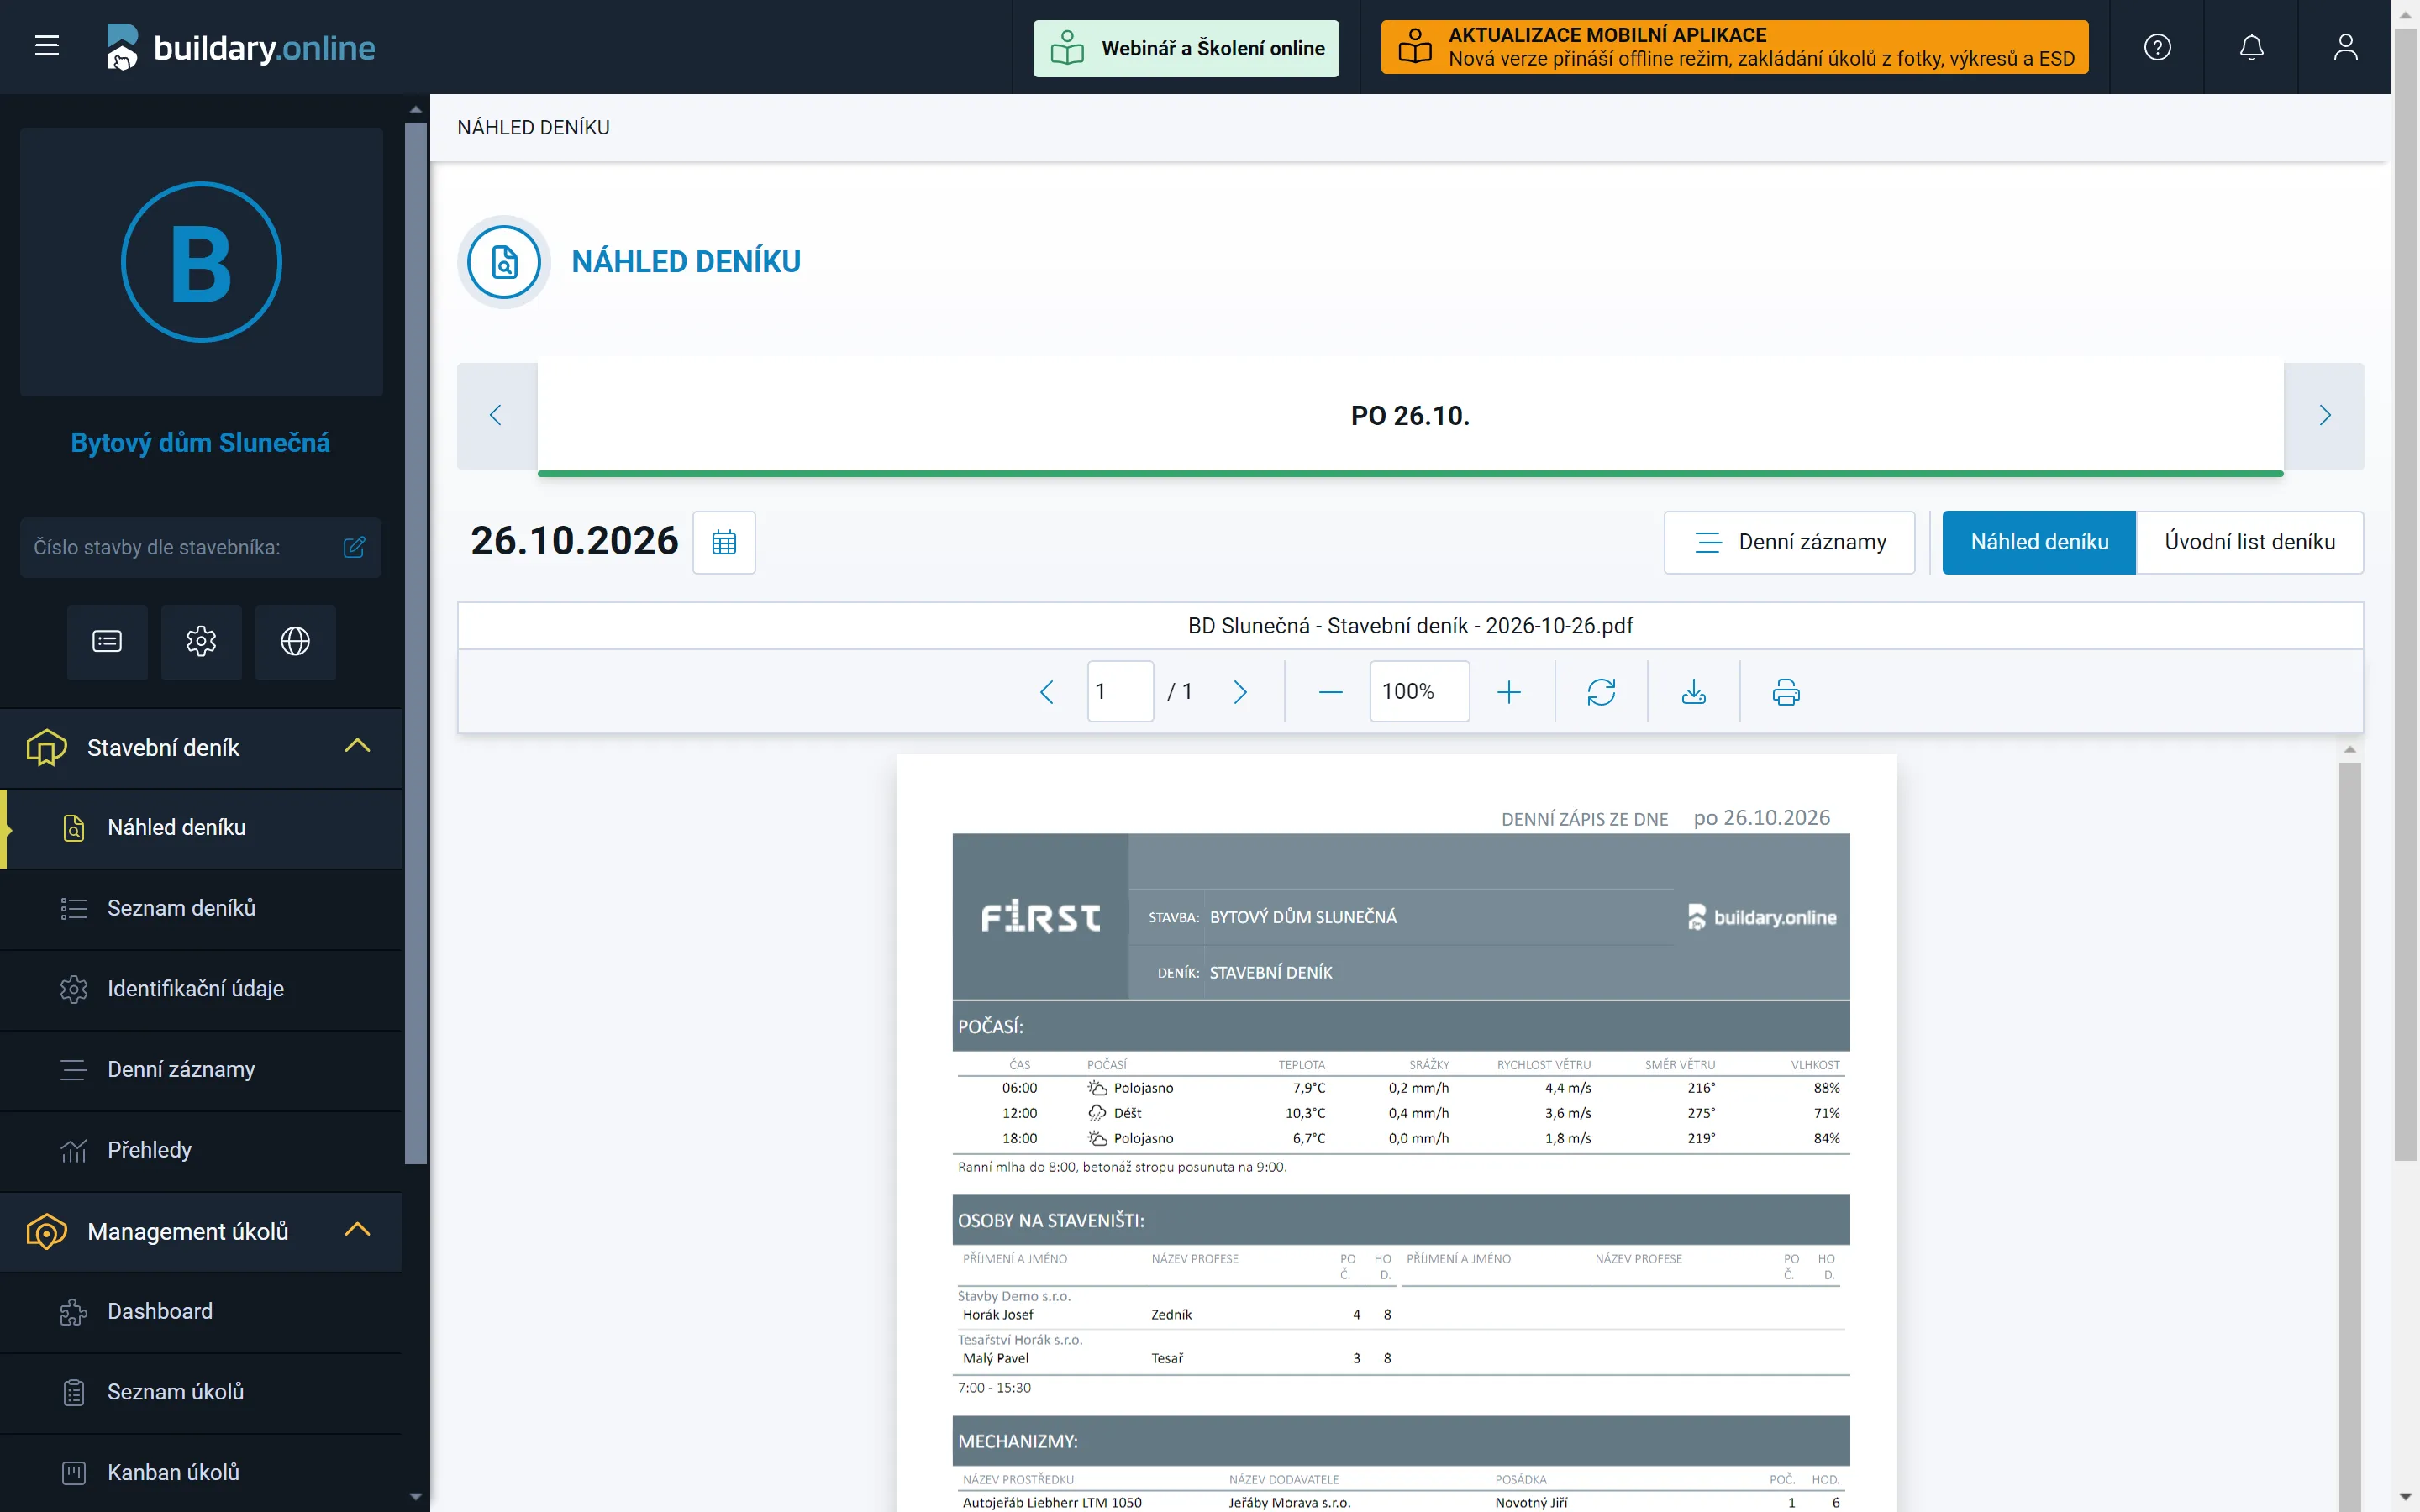 buildary.online
Webinář a Školení online
AKTUALIZACE MOBILNÍ APLIKACE
Nová verze přináší offline režim, zakládání úkolů z fotky, výkresů a ESD
B
Bytový dům Slunečná
Číslo stavby dle stavebníka:
Stavební deník
Náhled deníku
Seznam deníků
Identifikační údaje
Denní záznamy
Přehledy
Management úkolů
Dashboard
Seznam úkolů
Kanban úkolů
NÁHLED DENÍKU
NÁHLED DENÍKU
PO 26.10.
26.10.2026
Denní záznamy
Náhled deníku
Úvodní list deníku
BD Slunečná - Stavební deník - 2026-10-26.pdf
1 / 1
100%
DENNÍ ZÁPIS ZE DNE po 26.10.2026
FIRST
STAVBA: BYTOVÝ DŮM SLUNEČNÁ
buildary.online
DENÍK: STAVEBNÍ DENÍK
POČASÍ:
ČAS POČASÍ TEPLOTA SRÁŽKY RYCHLOST VĚTRU SMĚR VĚTRU VLHKOST
06:00 Polojasno 7,9°C 0,2 mm/h 4,4 m/s 216° 88%
12:00 Déšt 10,3°C 0,4 mm/h 3,6 m/s 275° 71%
18:00 Polojasno 6,7°C 0,0 mm/h 1,8 m/s 219° 84%
Ranní mlha do 8:00, betonáž stropu posunuta na 9:00.
OSOBY NA STAVENIŠTI:
PŘÍJMENÍ A JMÉNO NÁZEV PROFESE PO HO PŘÍJMENÍ A JMÉNO NÁZEV PROFESE PO HO
Č. D. Č. D.
Stavby Demo s.r.o.
Horák Josef Zedník 4 8
Tesařství Horák s.r.o.
Malý Pavel Tesař 3 8
7:00 - 15:30
MECHANIZMY:
NÁZEV PROSTŘEDKU NÁZEV DODAVATELE POSÁDKA POČ. HOD.
Autojeřáb Liebherr LTM 1050 Jeřáby Morava s.r.o. Novotný Jiří 1 6